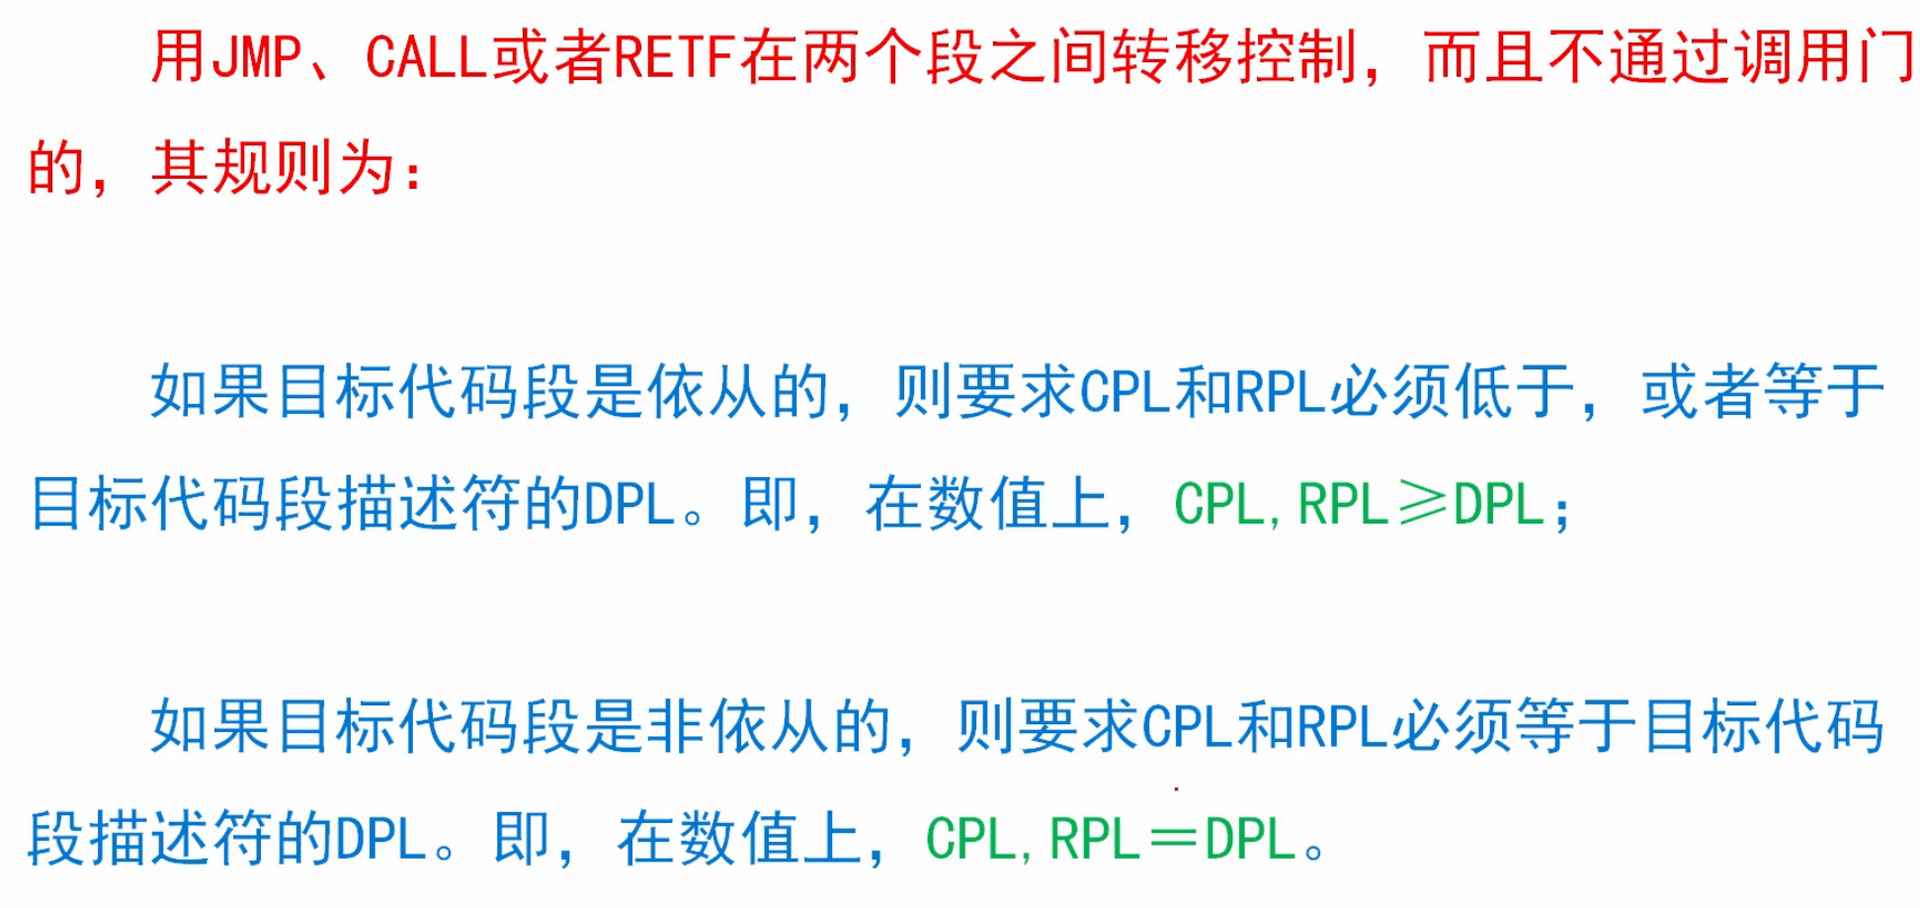 用JMP、CALL或者RETF在两个段之间转移控制，而且不通过调用门
的，其规则为：
如果目标代码段是依从的，则要求CPL和RPL必须低于，或者等于
目标代码段描述符的DPL。即，在数值上，CPL,RPL≥DPL；
如果目标代码段是非依从的，则要求CPL和RPL必须等于目标代码
段描述符的DPL。即，在数值上，CPL,RPL＝DPL。